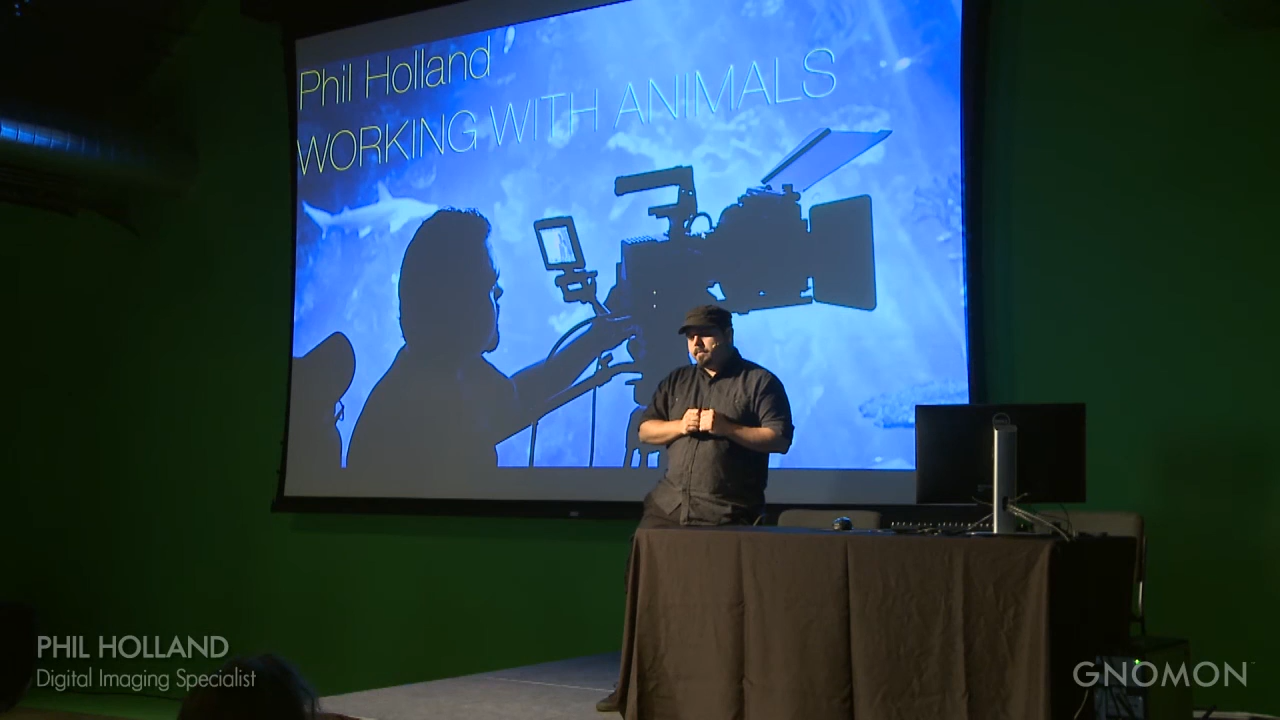 Phil Holland
WORKING WITH ANIMALS
PHIL HOLLAND
Digital Imaging Specialist
GNOMON